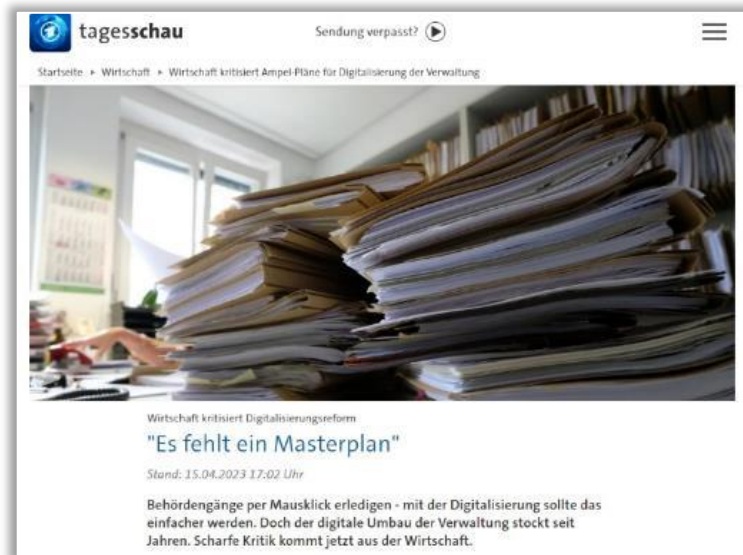 tagesschau
Sendung verpasst?
Startseite ▸ Wirtschaft ▸ Wirtschaft kritisiert Ampel-Pläne für Digitalisierung der Verwaltung
Wirtschaft kritisiert Digitalisierungsreform
"Es fehlt ein Masterplan"
Stand: 15.04.2023 17:02 Uhr
Behördengänge per Mausklick erledigen - mit der Digitalisierung sollte das
einfacher werden. Doch der digitale Umbau der Verwaltung stockt seit
Jahren. Scharfe Kritik kommt jetzt aus der Wirtschaft.